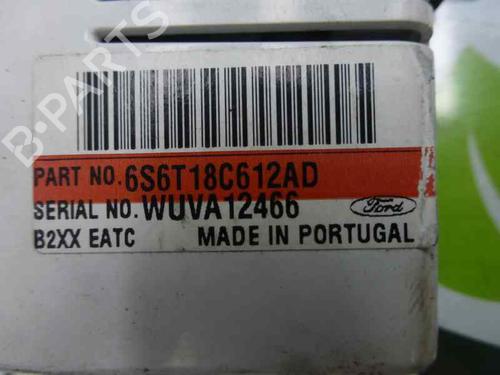 B-PARTS
PART NO. 6S6T18C612AD
SERIAL NO. WUVA12466
Ford
B2XX EATC MADE IN PORTUGAL